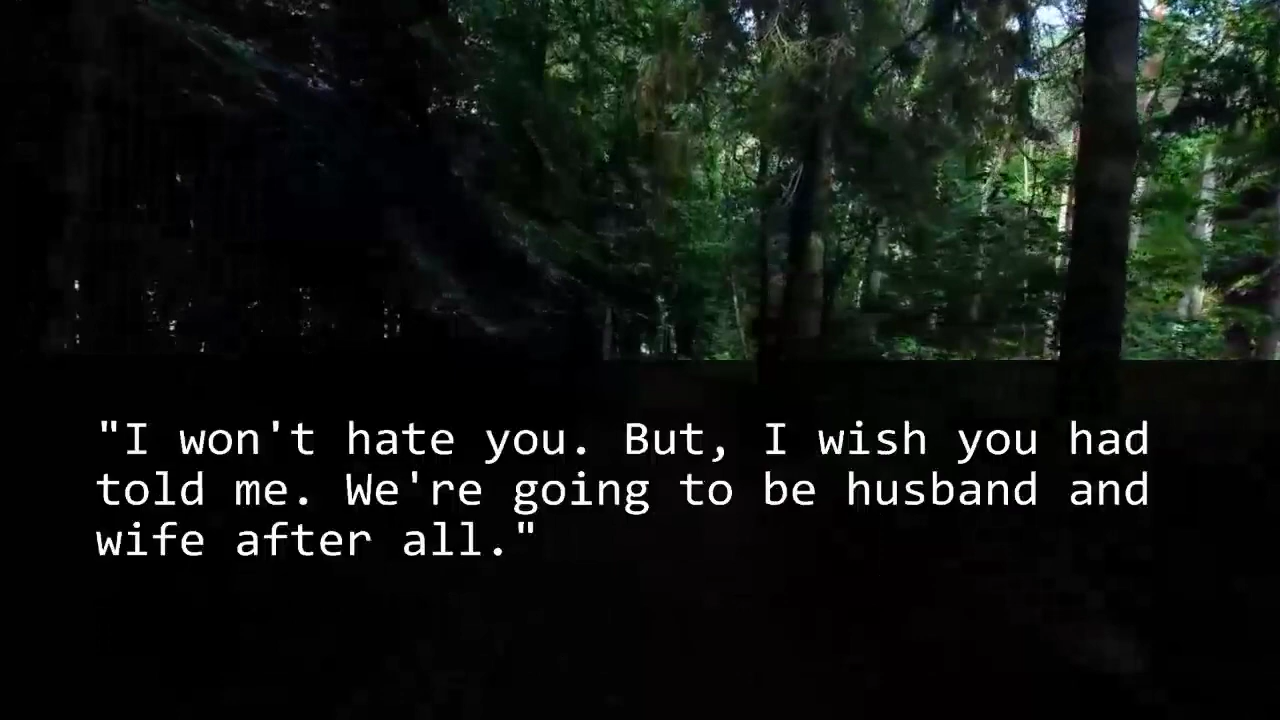 "I won't hate you. But, I wish you had
told me. We're going to be husband and
wife after all."